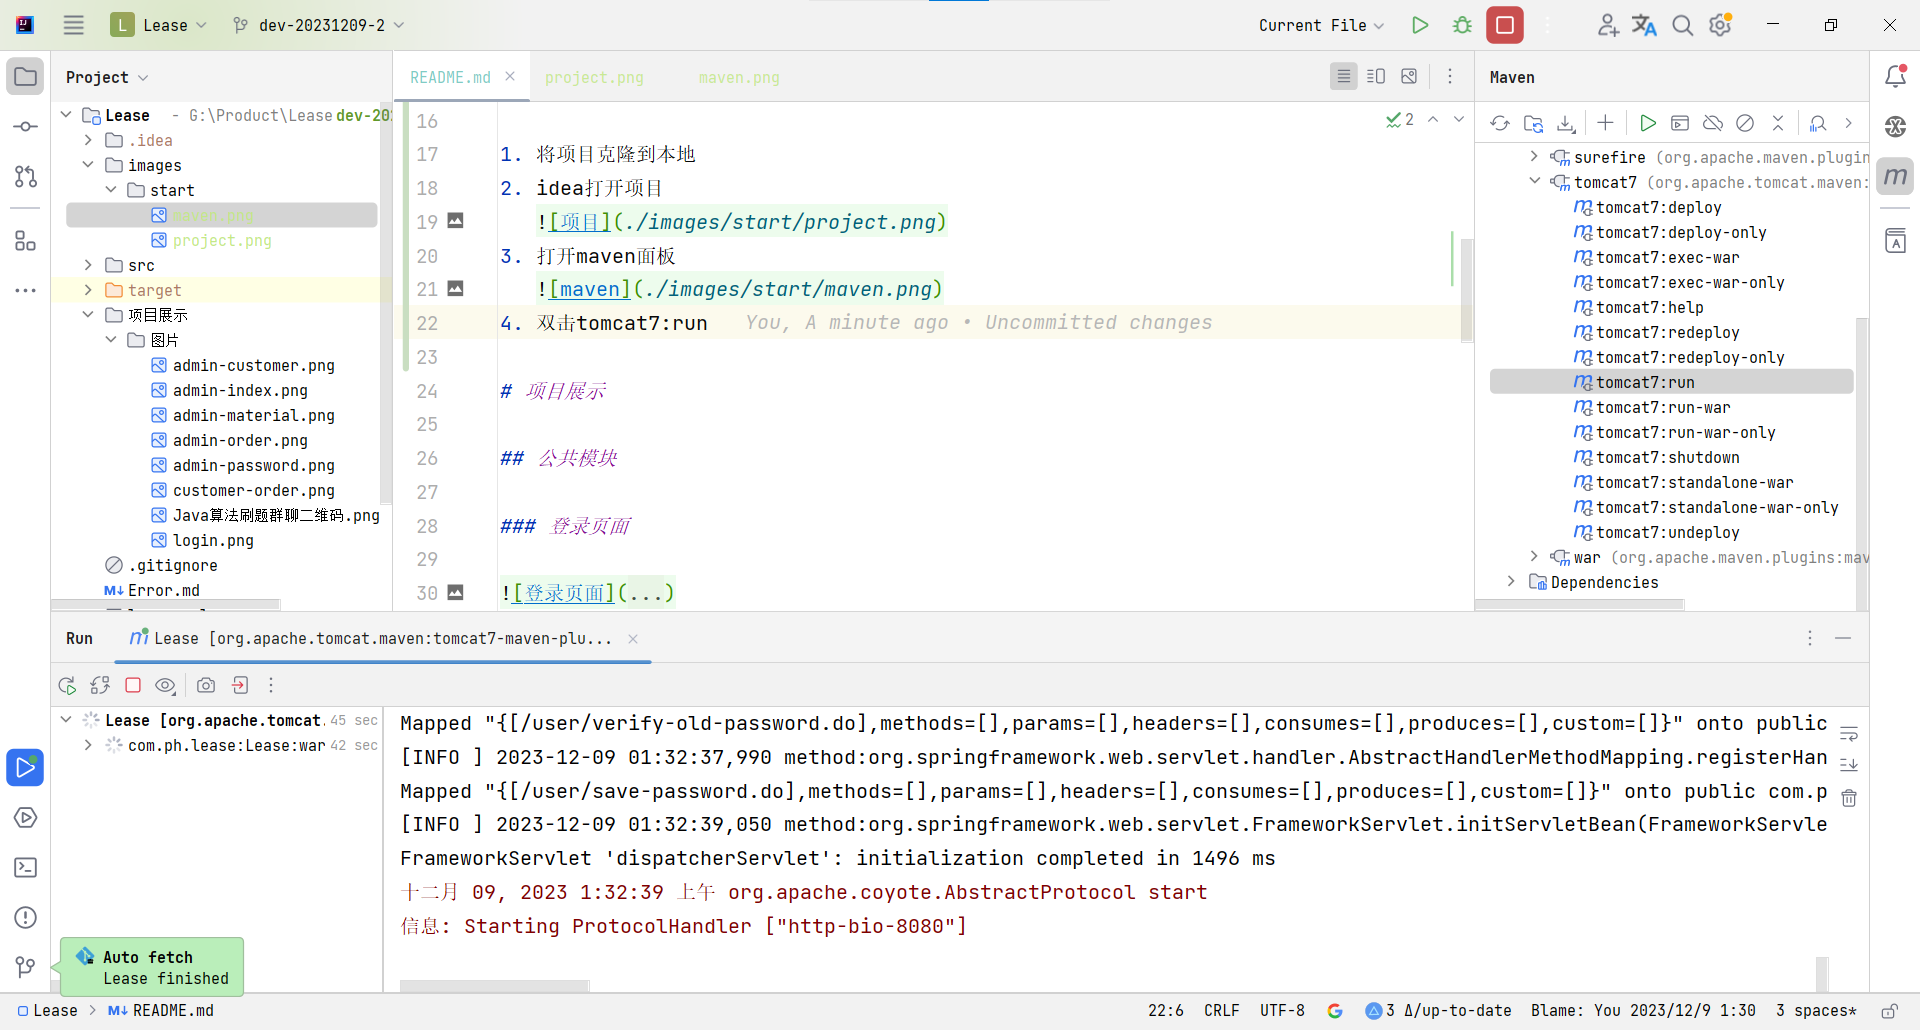 L Lease dev-20231209-2 Current File
Project
README.md project.png maven.png
Maven
Lease - G:\Product\Lease dev-20
.idea
images
start
maven.png
project.png
src
target
项目展示
图片
admin-customer.png
admin-index.png
admin-material.png
admin-order.png
admin-password.png
customer-order.png
Java算法刷题群聊二维码.png
login.png
.gitignore
M↓ Error.md
2
16
17 1. 将项目克隆到本地
18 2. idea打开项目
19 ![项目](./images/start/project.png)
20 3. 打开maven面板
21 ![maven](./images/start/maven.png)
22 4. 双击tomcat7:run You, A minute ago • Uncommitted changes
23
24 # 项目展示
25
26 ## 公共模块
27
28 ### 登录页面
29
30 ![登录页面](...)
surefire (org.apache.maven.plugin
tomcat7 (org.apache.tomcat.maven:
tomcat7:deploy
tomcat7:deploy-only
tomcat7:exec-war
tomcat7:exec-war-only
tomcat7:help
tomcat7:redeploy
tomcat7:redeploy-only
tomcat7:run
tomcat7:run-war
tomcat7:run-war-only
tomcat7:shutdown
tomcat7:standalone-war
tomcat7:standalone-war-only
tomcat7:undeploy
war (org.apache.maven.plugins:mav
Dependencies
Run Lease [org.apache.tomcat.maven:tomcat7-maven-plu...
Lease [org.apache.tomcat. 45 sec
com.ph.lease:Lease:war 42 sec
Mapped "{[/user/verify-old-password.do],methods=[],params=[],headers=[],consumes=[],produces=[],custom=[]}" onto public
[INFO ] 2023-12-09 01:32:37,990 method:org.springframework.web.servlet.handler.AbstractHandlerMethodMapping.registerHan
Mapped "{[/user/save-password.do],methods=[],params=[],headers=[],consumes=[],produces=[],custom=[]}" onto public com.p
[INFO ] 2023-12-09 01:32:39,050 method:org.springframework.web.servlet.FrameworkServlet.initServletBean(FrameworkServle
FrameworkServlet 'dispatcherServlet': initialization completed in 1496 ms
十二月 09, 2023 1:32:39 上午 org.apache.coyote.AbstractProtocol start
信息: Starting ProtocolHandler ["http-bio-8080"]
Auto fetch
Lease finished
Lease M↓ README.md 22:6 CRLF UTF-8 3 Δ/up-to-date Blame: You 2023/12/9 1:30 3 spaces*